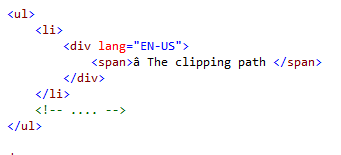 <ul>
<li>
<div lang="EN-US">
<span>â The clipping path </span>
</div>
</li>
<!-- .... -->
</ul>
.